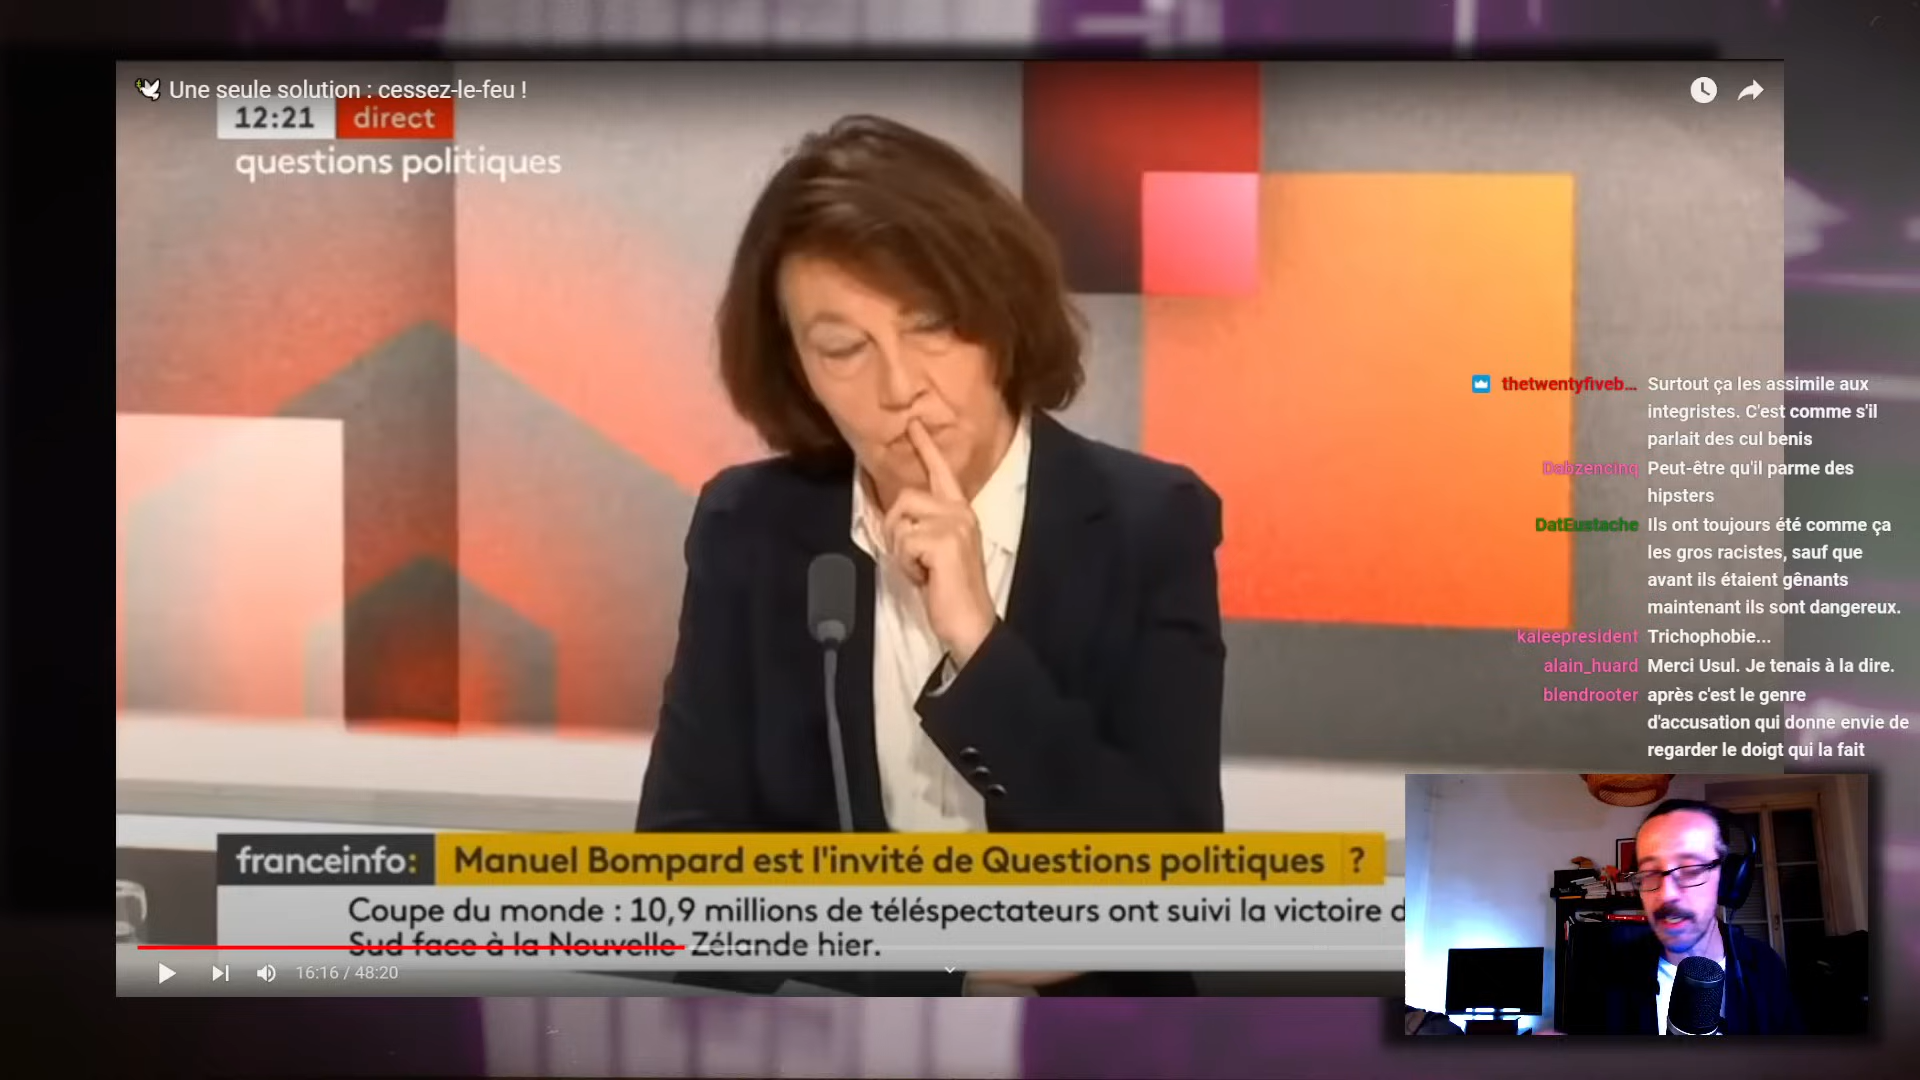 🕊️ Une seule solution : cessez-le-feu !
12:21 direct
questions politiques
thetwentyfiveb... Surtout ça les assimile aux
integristes. C'est comme s'il
parlait des cul benis
Dabzencinq Peut-être qu'il parme des
hipsters
DatEustache Ils ont toujours été comme ça
les gros racistes, sauf que
avant ils étaient gênants
maintenant ils sont dangereux.
kaleepresident Trichophobie...
alain_huard Merci Usul. Je tenais à la dire.
blendrooter après c'est le genre
d'accusation qui donne envie de
regarder le doigt qui la fait
franceinfo: Manuel Bompard est l'invité de Questions politiques ?
Coupe du monde : 10,9 millions de téléspectateurs ont suivi la victoire d
Sud face à la Nouvelle-Zélande hier.
16:16 / 48:20